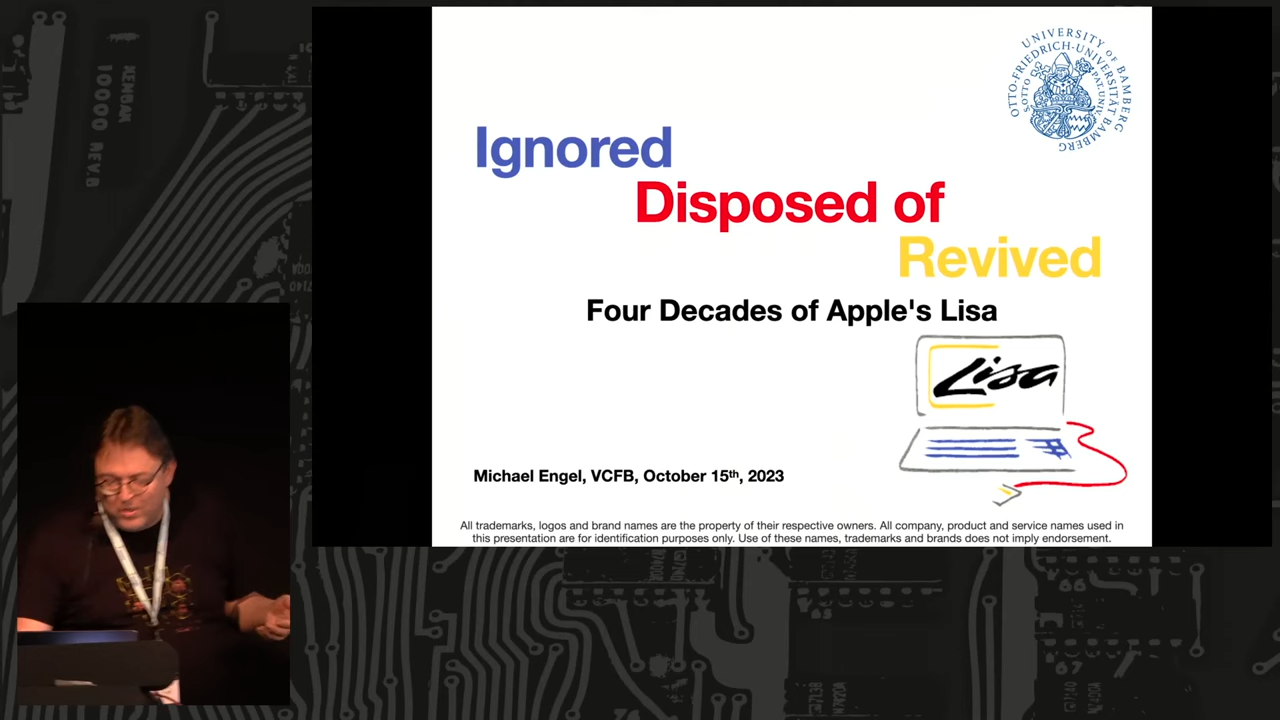 KENBAK
10000 REV.B
UNIVERSITY OF BAMBERG
OTTO-FRIEDRICH-UNIVERSITÄT BAMBERG
Ignored
Disposed of
Revived
Four Decades of Apple's Lisa
Lisa
Michael Engel, VCFB, October 15th, 2023
All trademarks, logos and brand names are the property of their respective owners. All company, product and service names used in
this presentation are for identification purposes only. Use of these names, trademarks and brands does not imply endorsement.